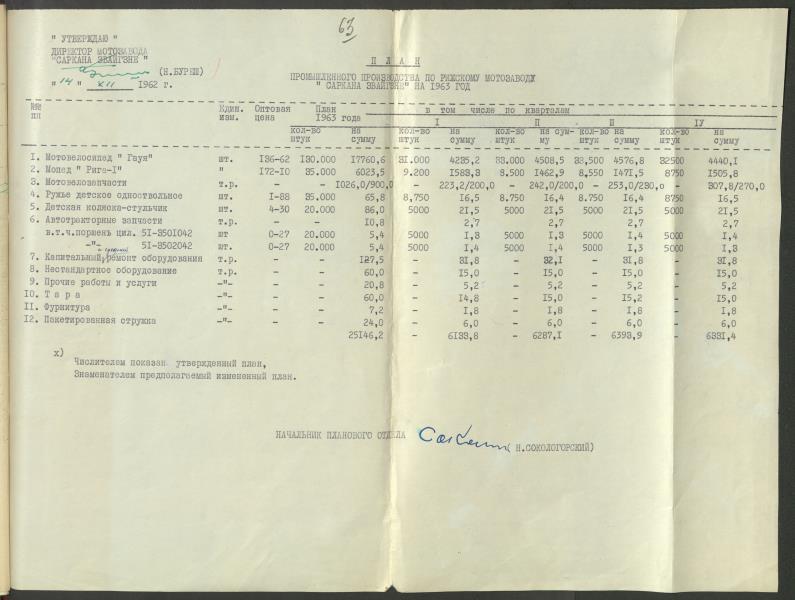 63
" УТВЕРЖДАЮ "
ДИРЕКТОР МОТОЗАВОДА
"САРКАНА ЗВАЙГЗНЕ "
(Н.БУРЕШ)
" 14 " XII 1962 г.
П Л А Н
ПРОМЫШЛЕННОГО ПРОИЗВОДСТВА ПО РИЖСКОМУ МОТОЗАВОДУ
" САРКАНА ЗВАЙГЗНЕ" НА 1963 ГОД
№№ пп Един. изм. Оптовая цена План 1963 года в том числе по кварталам
I П Ш IУ
кол-во штук на сумму кол-во штук на сумму кол-во штук на сумму кол-во штук на сумму кол-во штук на сумму
I. Мотовелосипед " Гауя" шт. I36-62 I30.000 I7760,6 31.000 4235,2 33.000 4508,5 33,500 4576,8 32500 4440,I
2. Мопед " Рига-I" " I72-I0 35.000 6023,5 9.200 I583,3 8.500 I462,9 8,550 I47I,5 8750 I505,8
3. Мотовелозапчасти т.р. - - I026,0/900,0 - 223,2/200,0 - 242,0/200,0 - 253,0/230,0 - 307,8/270,0
4. Ружье детское одноствольное шт. I-88 35.000 65,8 8,750 I6,5 8.750 I6,4 8.750 I6,4 8750 I6,5
5. Детская коляска-стульчик шт. 4-30 20.000 86,0 5000 2I,5 5000 2I,5 5000 2I,5 5000 2I,5
6. Автотракторные запчасти т.р. - - I0,8 2,7 2,7 2,7 2,7
в.т.ч.поршень цил. 5I-350I042 шт 0-27 20.000 5,4 5000 I,3 5000 I,3 5000 I,4 5000 I,4
-"- 5I-3502042 шт. 0-27 20.000 5,4 5000 I,4 5000 I,4 5000 I,3 5000 I,3
7. Капитальный и средний ремонт оборудования т.р. - - I27,5 - 3I,8 - 32,I - 3I,8 - 3I,8
8. Нестандартное оборудование т.р. - - 60,0 - I5,0 - I5,0 - I5,0 - I5,0
9. Прочие работы и услуги -"- - - 20,8 - 5,2 - 5,2 - 5,2 - 5,2
I0. Т а р а -"- - - 60,0 - I4,8 - I5,0 - I5,2 - I5,0
II. Фурнитура -"- - - 7,2 - I,8 - I,8 - I,8 - I,8
I2. Пакетированная стружка -"- - - 24,0 - 6,0 - 6,0 - 6,0 - 6,0
25I46,2 - 6I33,8 - 6287,I - 6393,9 - 633I,4
х)
Числителем показан утвержденный план,
Знаменателем предполагаемый измененный план.
НАЧАЛЬНИК ПЛАНОВОГО ОТДЕЛА
(Н.СОКОЛОГОРСКИЙ)